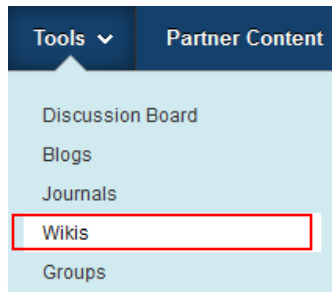 Tools Partner Content
Discussion Board
Blogs
Journals
Wikis
Groups